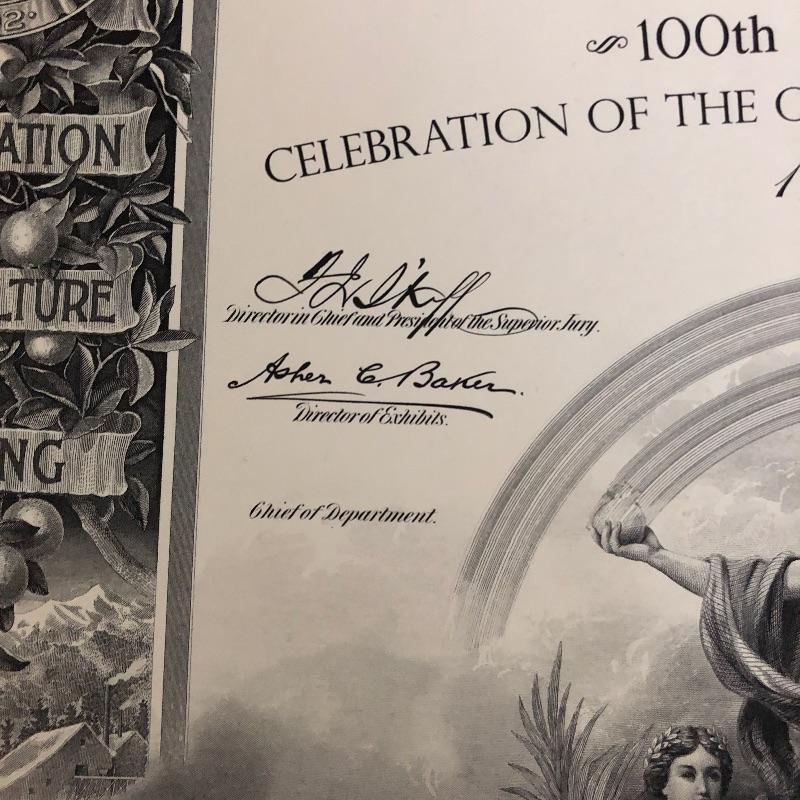 2.
ATION
LTURE
NG
100th
CELEBRATION OF THE
Director in Chief and President of the Superior Jury.
Asher C. Baker.
Director of Exhibits.
Chief of Department.